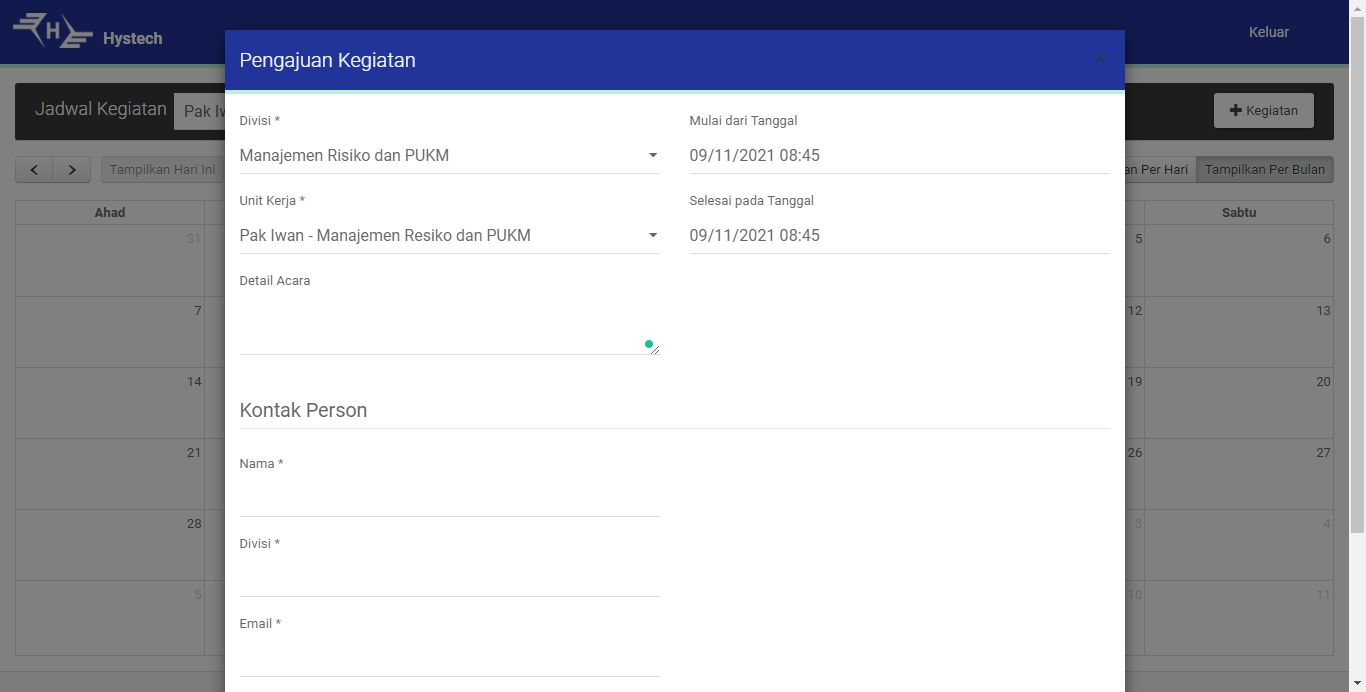 H
Hystech
Keluar
Jadwal Kegiatan
Pak Iw
Kegiatan
Tampilkan Hari Ini
an Per Hari
Tampilkan Per Bulan
Ahad
Sabtu
31
5
6
7
12
13
14
19
20
21
26
27
28
3
4
5
10
11
Pengajuan Kegiatan
×
Divisi *
Manajemen Risiko dan PUKM
Mulai dari Tanggal
09/11/2021 08:45
Unit Kerja *
Pak Iwan - Manajemen Resiko dan PUKM
Selesai pada Tanggal
09/11/2021 08:45
Detail Acara
Kontak Person
Nama *
Divisi *
Email *